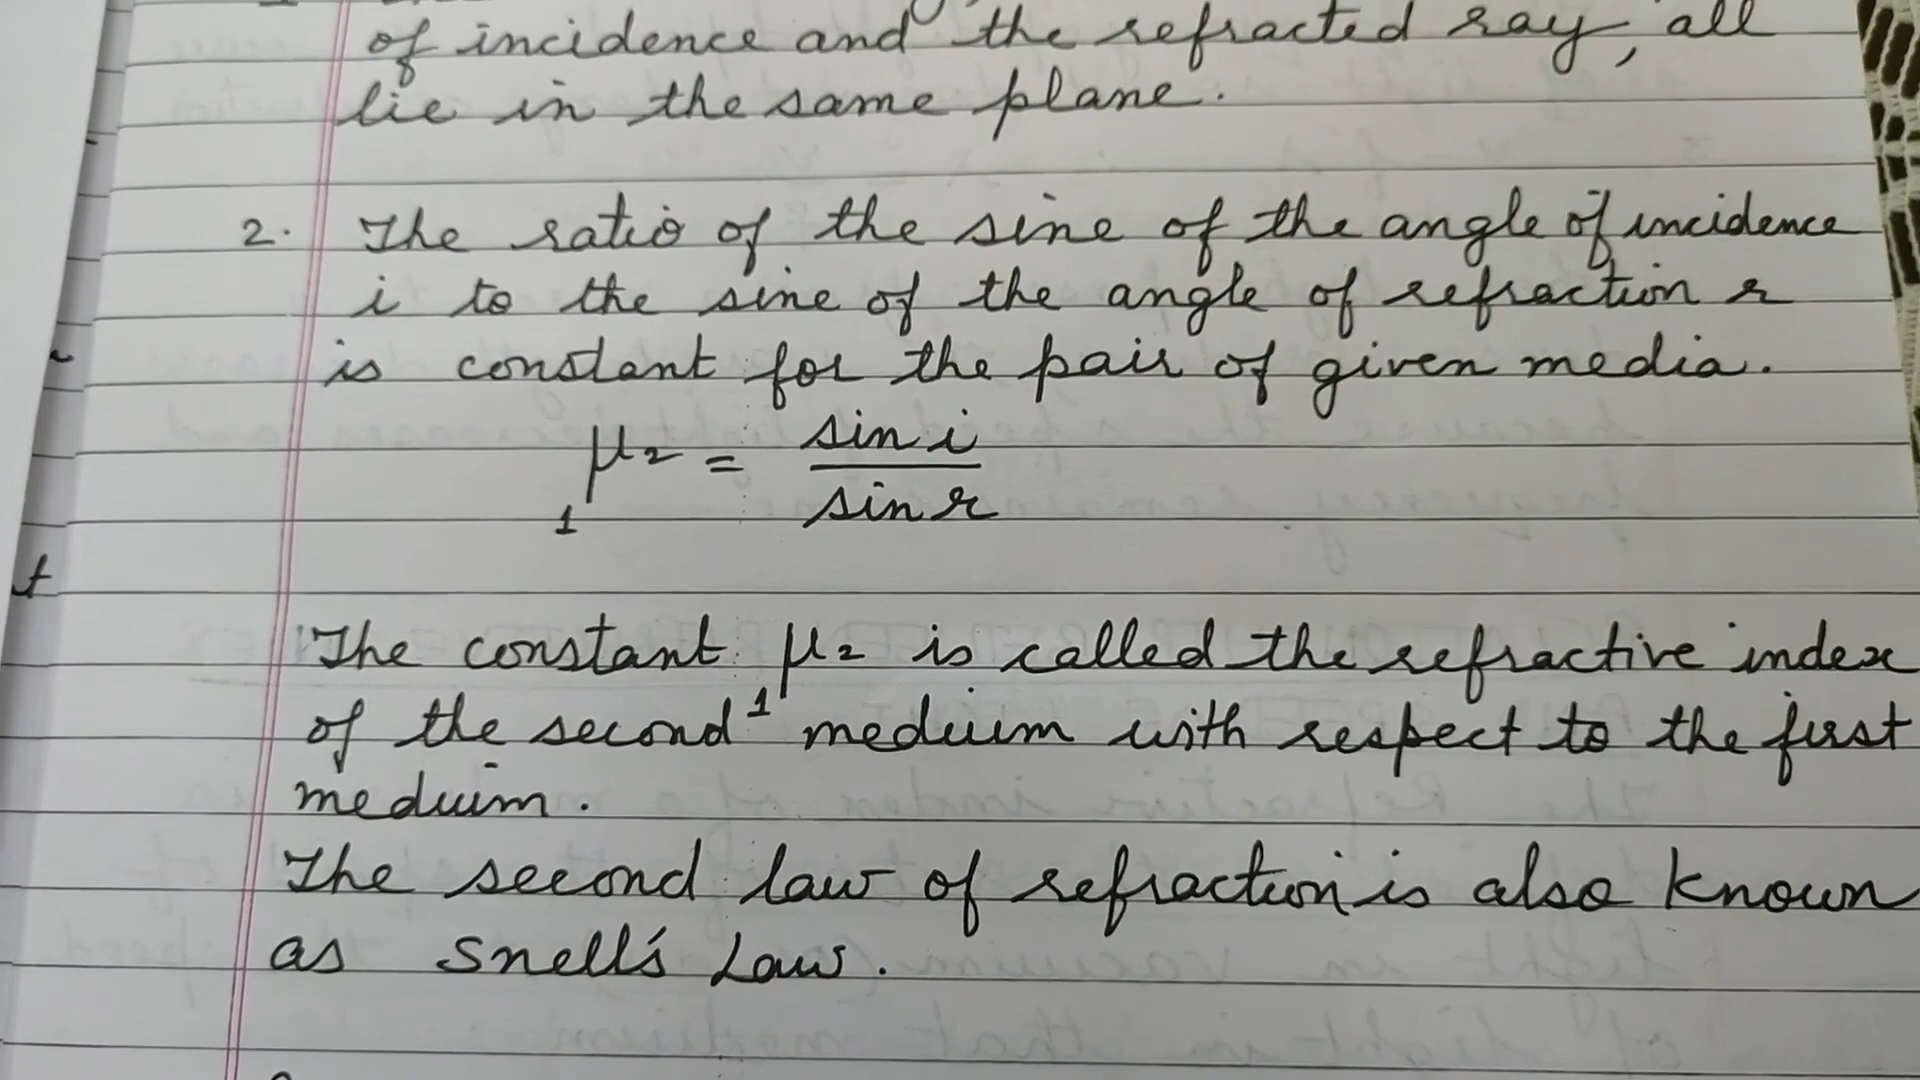 of incidence and the refracted ray, all
lie in the same plane.
2. The ratio of the sine of the angle of incidence
i to the sine of the angle of refraction r
is constant for the pair of given media.
₁μ₂ = sin i / sin r
The constant ₁μ₂ is called the refractive index
of the second medium with respect to the first
medium.
The second law of refraction is also known
as Snell's Law.